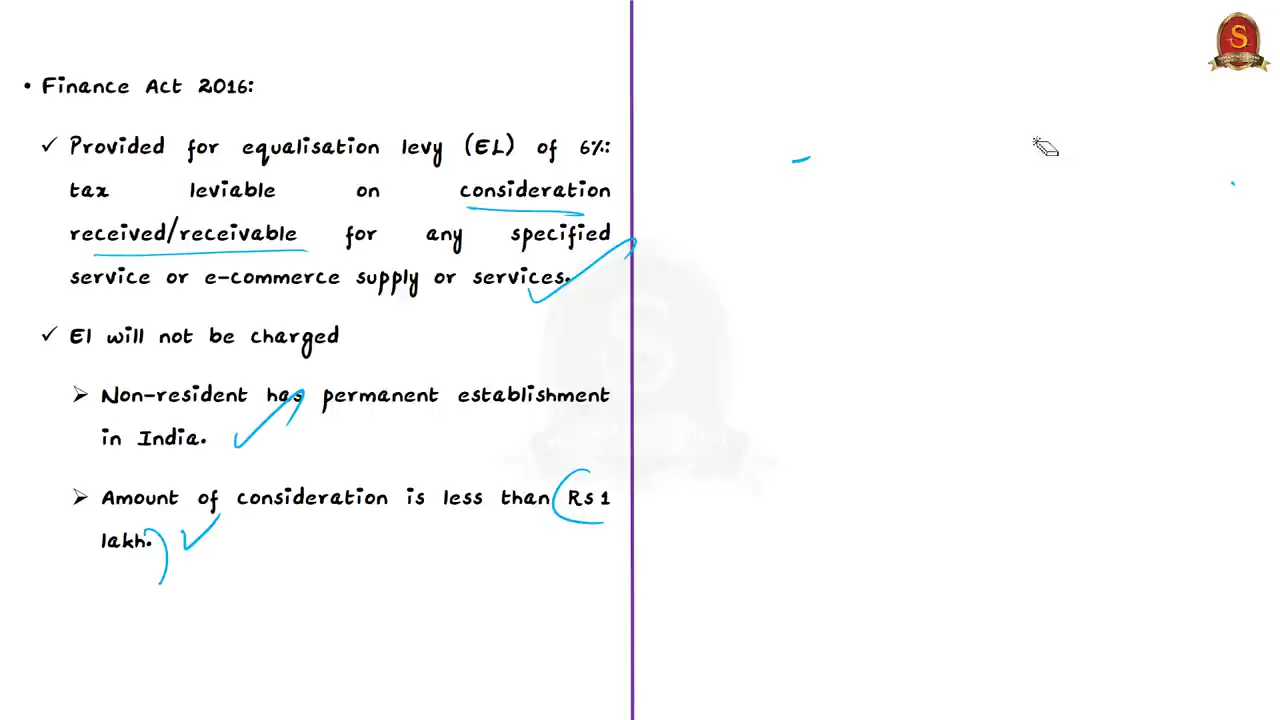 • Finance Act 2016:
✓ Provided for equalisation levy (EL) of 6%:
tax leviable on consideration
received/receivable for any specified
service or e-commerce supply or services.
✓ El will not be charged
➢ Non-resident has permanent establishment
in India.
➢ Amount of consideration is less than Rs 1
lakh.
S